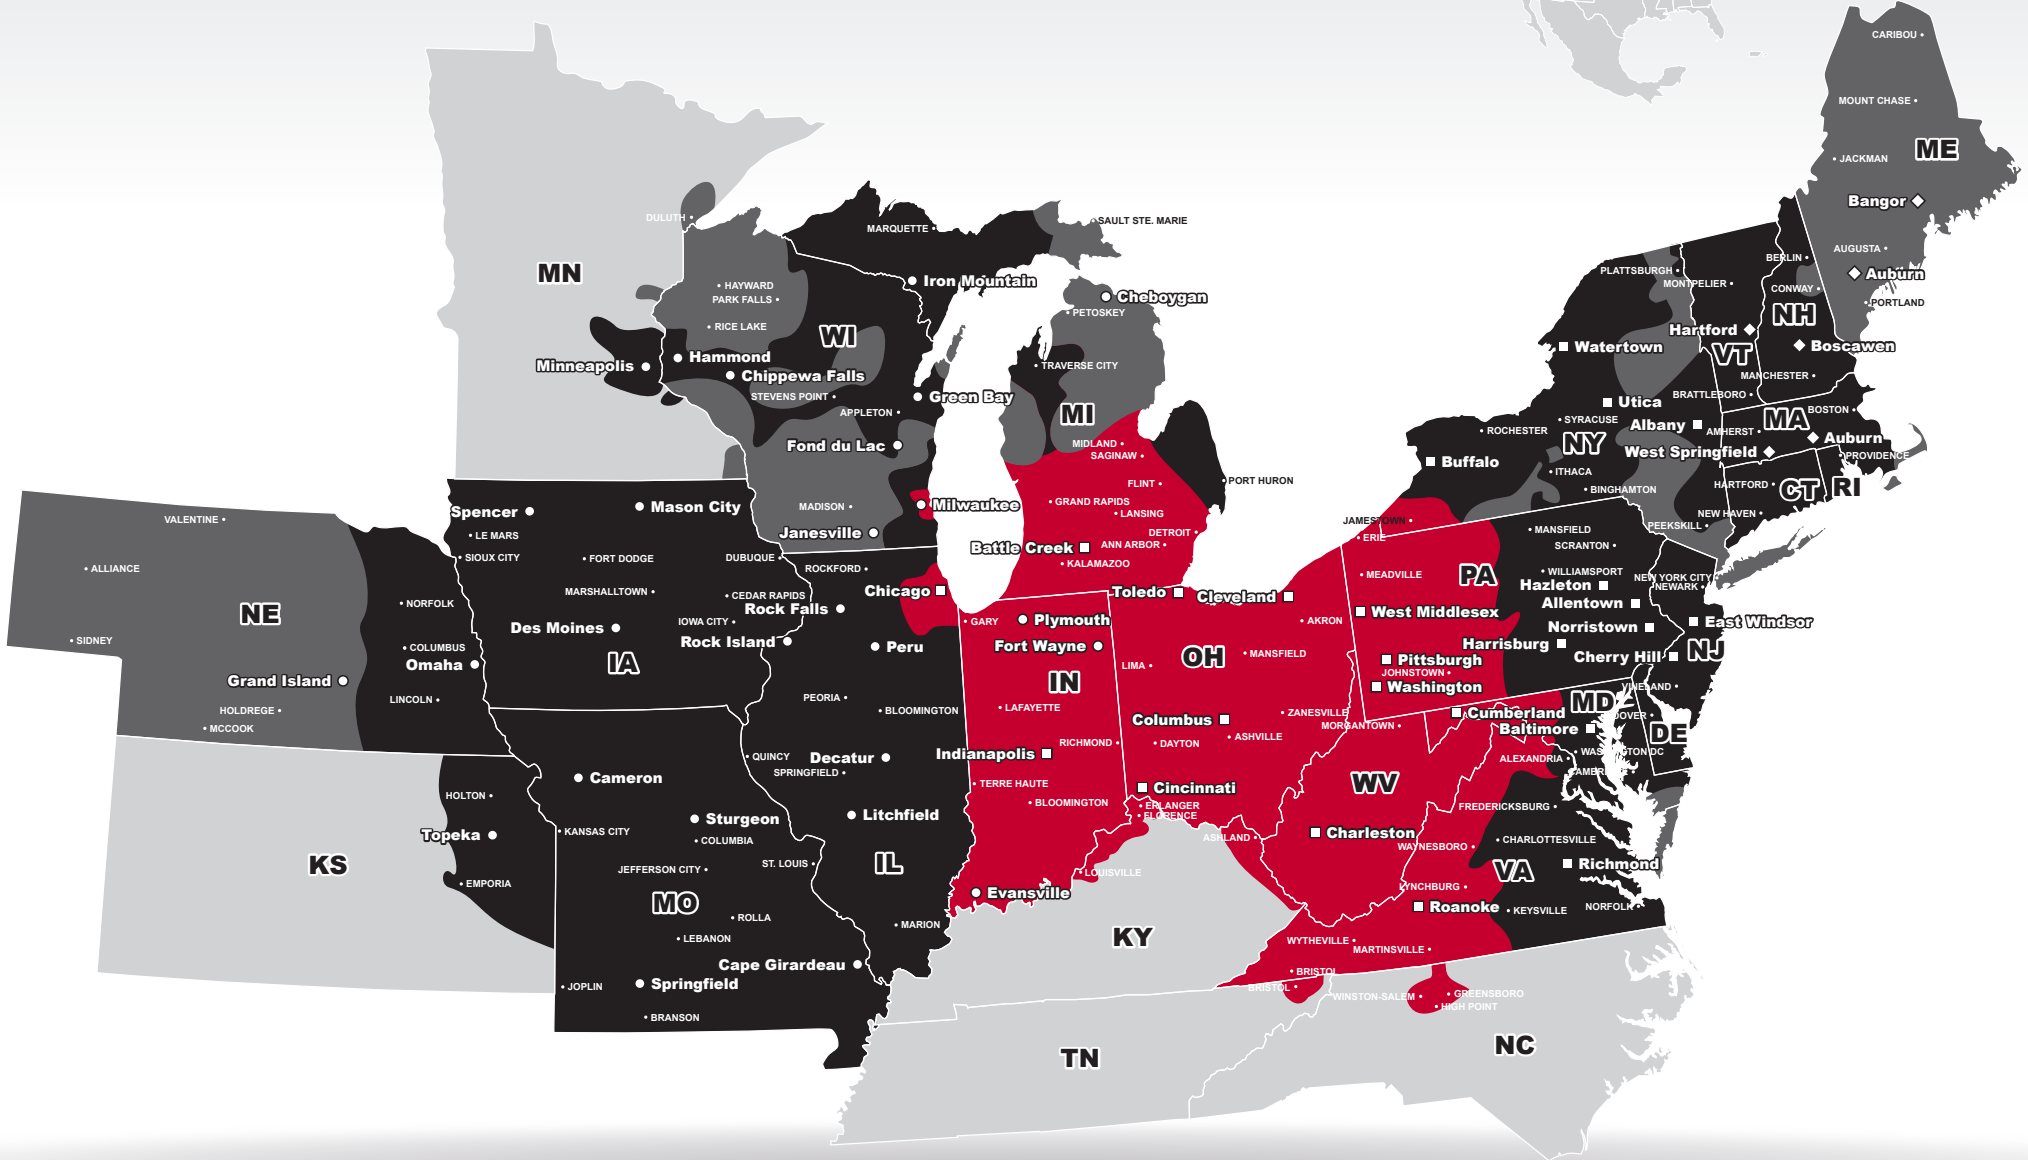 CARIBOU
MOUNT CHASE
ME
JACKMAN
Bangor
DULUTH
SAULT STE. MARIE
MARQUETTE
AUGUSTA
BERLIN
PLATTSBURGH
MN
Auburn
Iron Mountain
MONTPELIER
HAYWARD
CONWAY
Cheboygan
PARK FALLS
PORTLAND
PETOSKEY
NH
RICE LAKE
Hartford
WI
Watertown
Boscawen
VT
Hammond
Minneapolis
TRAVERSE CITY
Chippewa Falls
MANCHESTER
STEVENS POINT
Green Bay
BRATTLEBORO
Utica
BOSTON
APPLETON
MI
SYRACUSE
MA
Albany
ROCHESTER
AMHERST
Auburn
MIDLAND
NY
Fond du Lac
West Springfield
SAGINAW
PROVIDENCE
Buffalo
ITHACA
PORT HURON
FLINT
HARTFORD
CT
RI
BINGHAMTON
GRAND RAPIDS
Milwaukee
MADISON
Mason City
Spencer
LANSING
NEW HAVEN
VALENTINE
JAMESTOWN
PEEKSKILL
MANSFIELD
Janesville
DETROIT
LE MARS
ERIE
ANN ARBOR
SCRANTON
Battle Creek
SIOUX CITY
FORT DODGE
DUBUQUE
KALAMAZOO
ALLIANCE
ROCKFORD
WILLIAMSPORT
MEADVILLE
PA
NEW YORK CITY
Hazleton
NEWARK
Chicago
MARSHALLTOWN
Toledo
CEDAR RAPIDS
Cleveland
NORFOLK
Allentown
Rock Falls
West Middlesex
NE
Plymouth
GARY
AKRON
IOWA CITY
East Windsor
Des Moines
Norristown
Rock Island
SIDNEY
Harrisburg
Peru
Fort Wayne
COLUMBUS
NJ
MANSFIELD
Cherry Hill
OH
Pittsburgh
IA
Omaha
LIMA
JOHNSTOWN
Grand Island
IN
Washington
VINELAND
PEORIA
LINCOLN
MD
LAFAYETTE
HOLDREGE
BLOOMINGTON
ZANESVILLE
Cumberland
DOVER
Columbus
MORGANTOWN
MCCOOK
Baltimore
DE
ASHVILLE
RICHMOND
DAYTON
WASHINGTON DC
Indianapolis
QUINCY
Decatur
ALEXANDRIA
SPRINGFIELD
Cameron
WV
TERRE HAUTE
Cincinnati
HOLTON
BLOOMINGTON
ERLANGER
FREDERICKSBURG
FLORENCE
Litchfield
Sturgeon
KANSAS CITY
Topeka
Charleston
ASHLAND
COLUMBIA
CHARLOTTESVILLE
WAYNESBORO
KS
IL
ST. LOUIS
Richmond
JEFFERSON CITY
VA
LOUISVILLE
EMPORIA
LYNCHBURG
Evansville
MO
Roanoke
NORFOLK
KEYSVILLE
ROLLA
MARION
KY
LEBANON
WYTHEVILLE
MARTINSVILLE
Cape Girardeau
BRISTOL
Springfield
JOPLIN
BRISTOL
GREENSBORO
WINSTON-SALEM
HIGH POINT
BRANSON
NC
TN